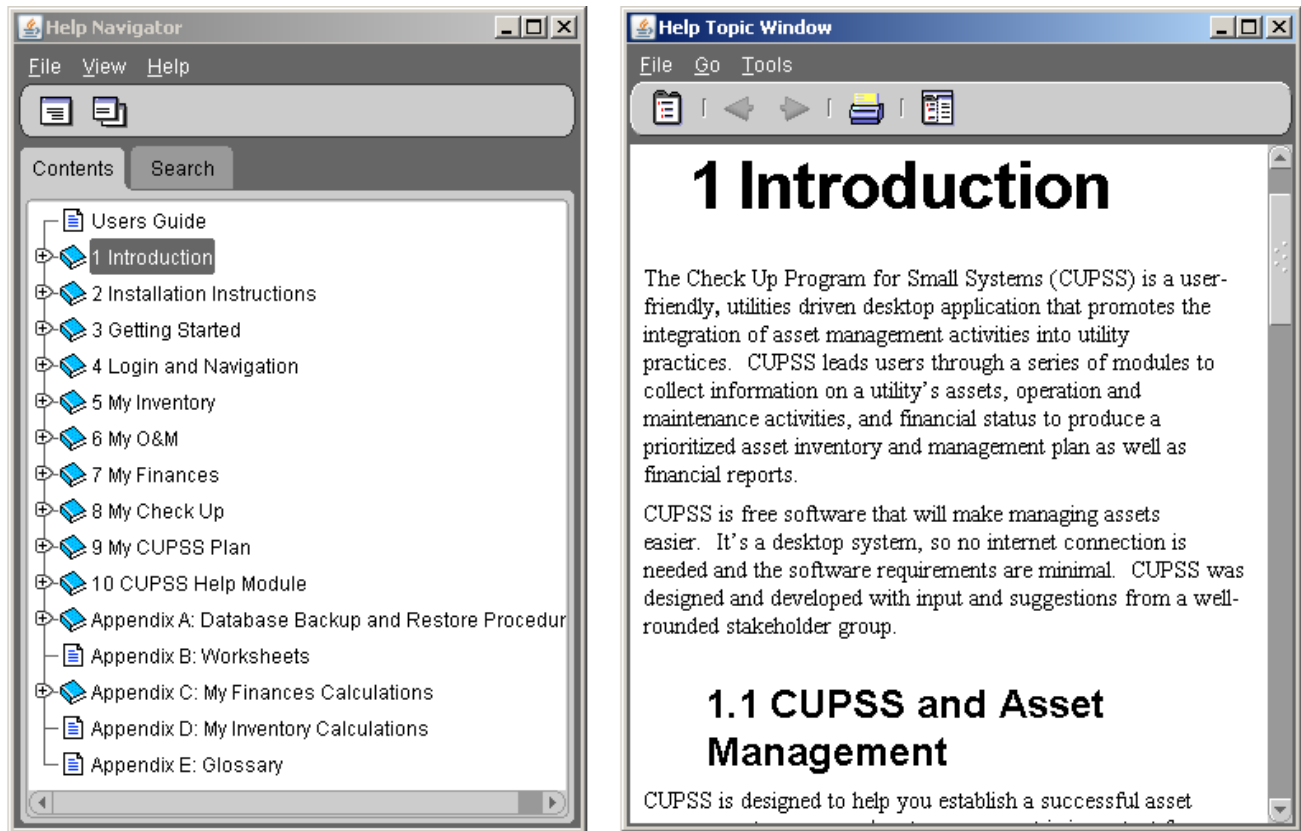 Help Navigator
File View Help
Contents Search
Users Guide
1 Introduction
2 Installation Instructions
3 Getting Started
4 Login and Navigation
5 My Inventory
6 My O&M
7 My Finances
8 My Check Up
9 My CUPSS Plan
10 CUPSS Help Module
Appendix A: Database Backup and Restore Procedur
Appendix B: Worksheets
Appendix C: My Finances Calculations
Appendix D: My Inventory Calculations
Appendix E: Glossary
Help Topic Window
File Go Tools
1 Introduction
The Check Up Program for Small Systems (CUPSS) is a user-
friendly, utilities driven desktop application that promotes the
integration of asset management activities into utility
practices. CUPSS leads users through a series of modules to
collect information on a utility's assets, operation and
maintenance activities, and financial status to produce a
prioritized asset inventory and management plan as well as
financial reports.
CUPSS is free software that will make managing assets
easier. It's a desktop system, so no internet connection is
needed and the software requirements are minimal. CUPSS was
designed and developed with input and suggestions from a well-
rounded stakeholder group.
1.1 CUPSS and Asset
Management
CUPSS is designed to help you establish a successful asset